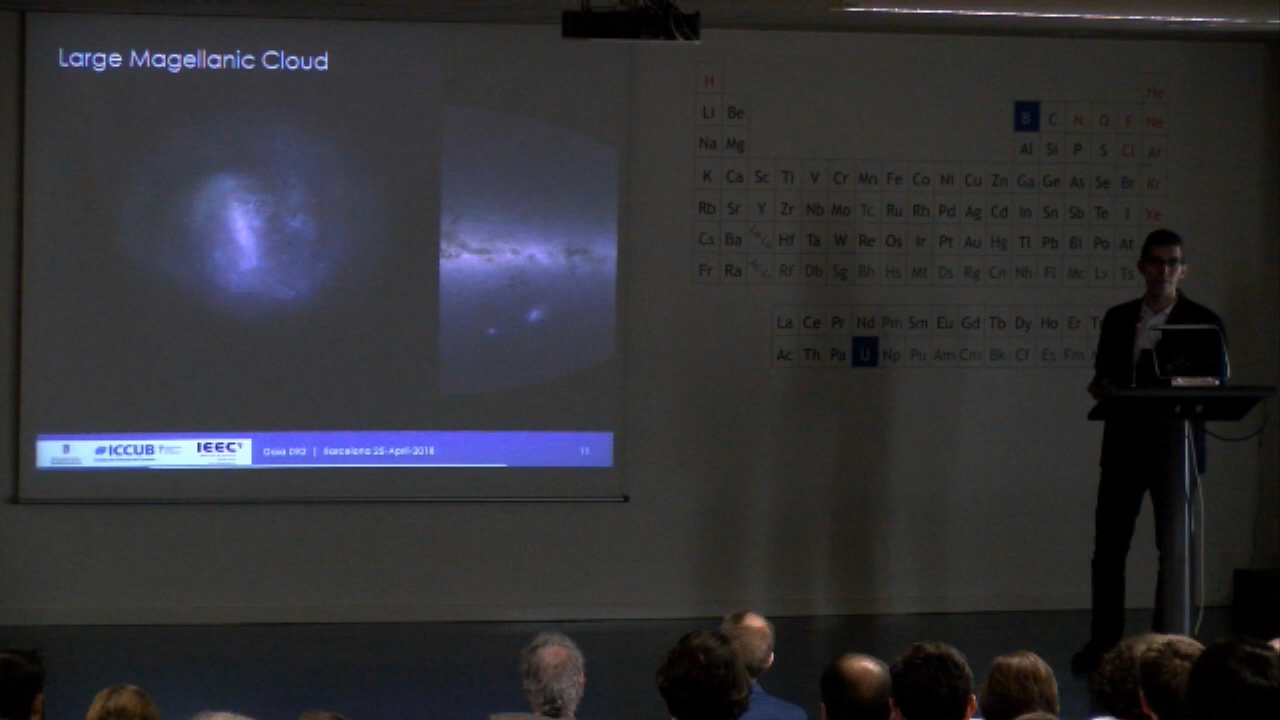 Large Magellanic Cloud
ICCUB IEEC Gaia DR2 | Barcelona 25-April-2018 11
H He
Li Be B C N O F Ne
Na Mg Al Si P S Cl Ar
K Ca Sc Ti V Cr Mn Fe Co Ni Cu Zn Ga Ge As Se Br Kr
Rb Sr Y Zr Nb Mo Tc Ru Rh Pd Ag Cd In Sn Sb Te I Xe
Cs Ba Hf Ta W Re Os Ir Pt Au Hg Tl Pb Bi Po At
Fr Ra Rf Db Sg Bh Hs Mt Ds Rg Cn Nh Fl Mc Lv Ts
La Ce Pr Nd Pm Sm Eu Gd Tb Dy Ho Er
Ac Th Pa U Np Pu Am Cm Bk Cf Es Fm